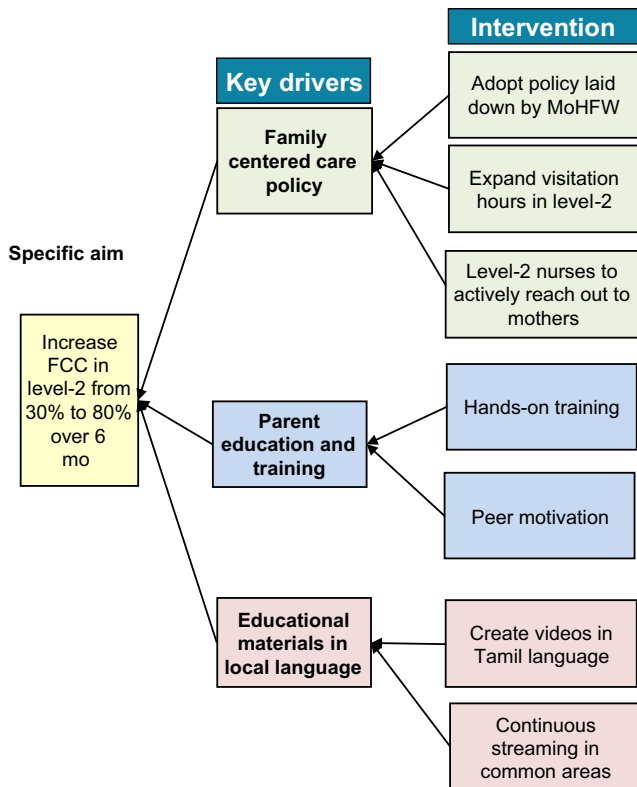 Intervention
Key drivers
Adopt policy laid
down by MoHFW
Family
centered care
policy
Expand visitation
hours in level-2
Specific aim
Level-2 nurses to
actively reach out to
mothers
Increase
FCC in
level-2 from
30% to 80%
over 6
mo
Hands-on training
Parent
education and
training
Peer motivation
Educational
materials in
local language
Create videos in
Tamil language
Continuous
streaming in
common areas